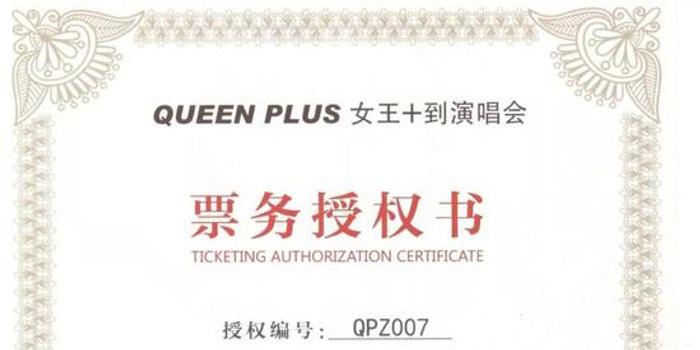 QUEEN PLUS 女王+到演唱会
票务授权书
TICKETING AUTHORIZATION CERTIFICATE
授权编号: QPZ007